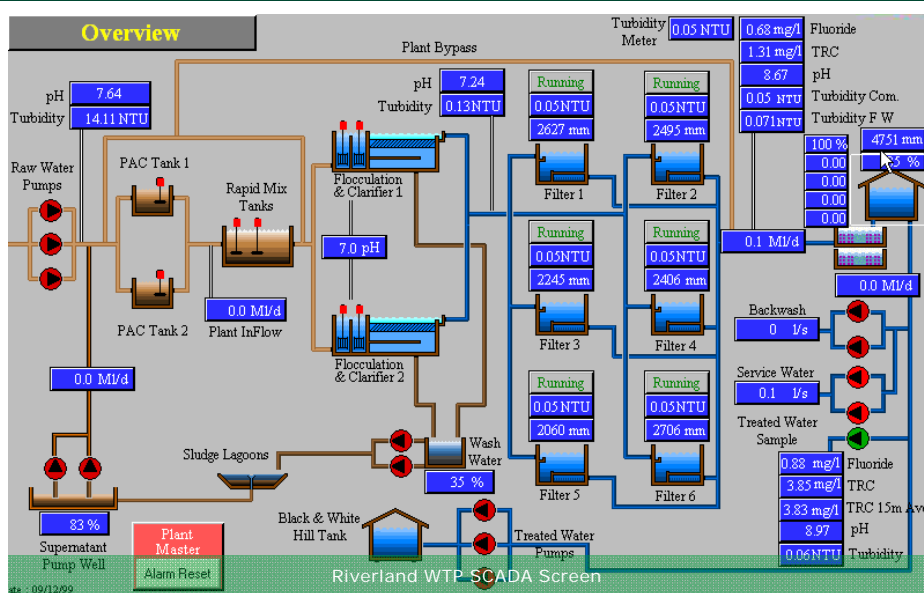 Overview
Plant Bypass
Turbidity
Meter
0.05 NTU
0.68 mg/l
Fluoride
1.31 mg/l
TRC
8.67
pH
0.05 NTU
Turbidity Com.
0.071NTU
Turbidity F W
pH
7.64
Turbidity
14.11 NTU
pH
7.24
Turbidity
0.13NTU
100 %
0.00
0.00
0.00
0.00
4751 mm
%
Raw Water
Pumps
PAC Tank 1
Rapid Mix
Tanks
PAC Tank 2
0.0 Ml/d
Plant InFlow
Flocculation
& Clarifier 1
7.0 pH
Flocculation
& Clarifier 2
Running
0.05NTU
2627 mm
Filter 1
Running
0.05NTU
2495 mm
Filter 2
Running
0.05NTU
2245 mm
Filter 3
Running
0.05NTU
2406 mm
Filter 4
Running
0.05NTU
2060 mm
Filter 5
Running
0.05NTU
2706 mm
Filter 6
0.1 Ml/d
0.0 Ml/d
Backwash
0 l/s
Service Water
0.1 l/s
Treated Water
Sample
0.88 mg/l
Fluoride
3.85 mg/l
TRC
3.83 mg/l
TRC 15m Ave
8.97
pH
0.06NTU
Turbidity
0.0 Ml/d
Sludge Lagoons
Wash
Water
35 %
83 %
Supernatant
Pump Well
Plant
Master
Alarm Reset
Black & White
Hill Tank
Treated Water
Pumps
Riverland WTP SCADA Screen
: 09/12/99